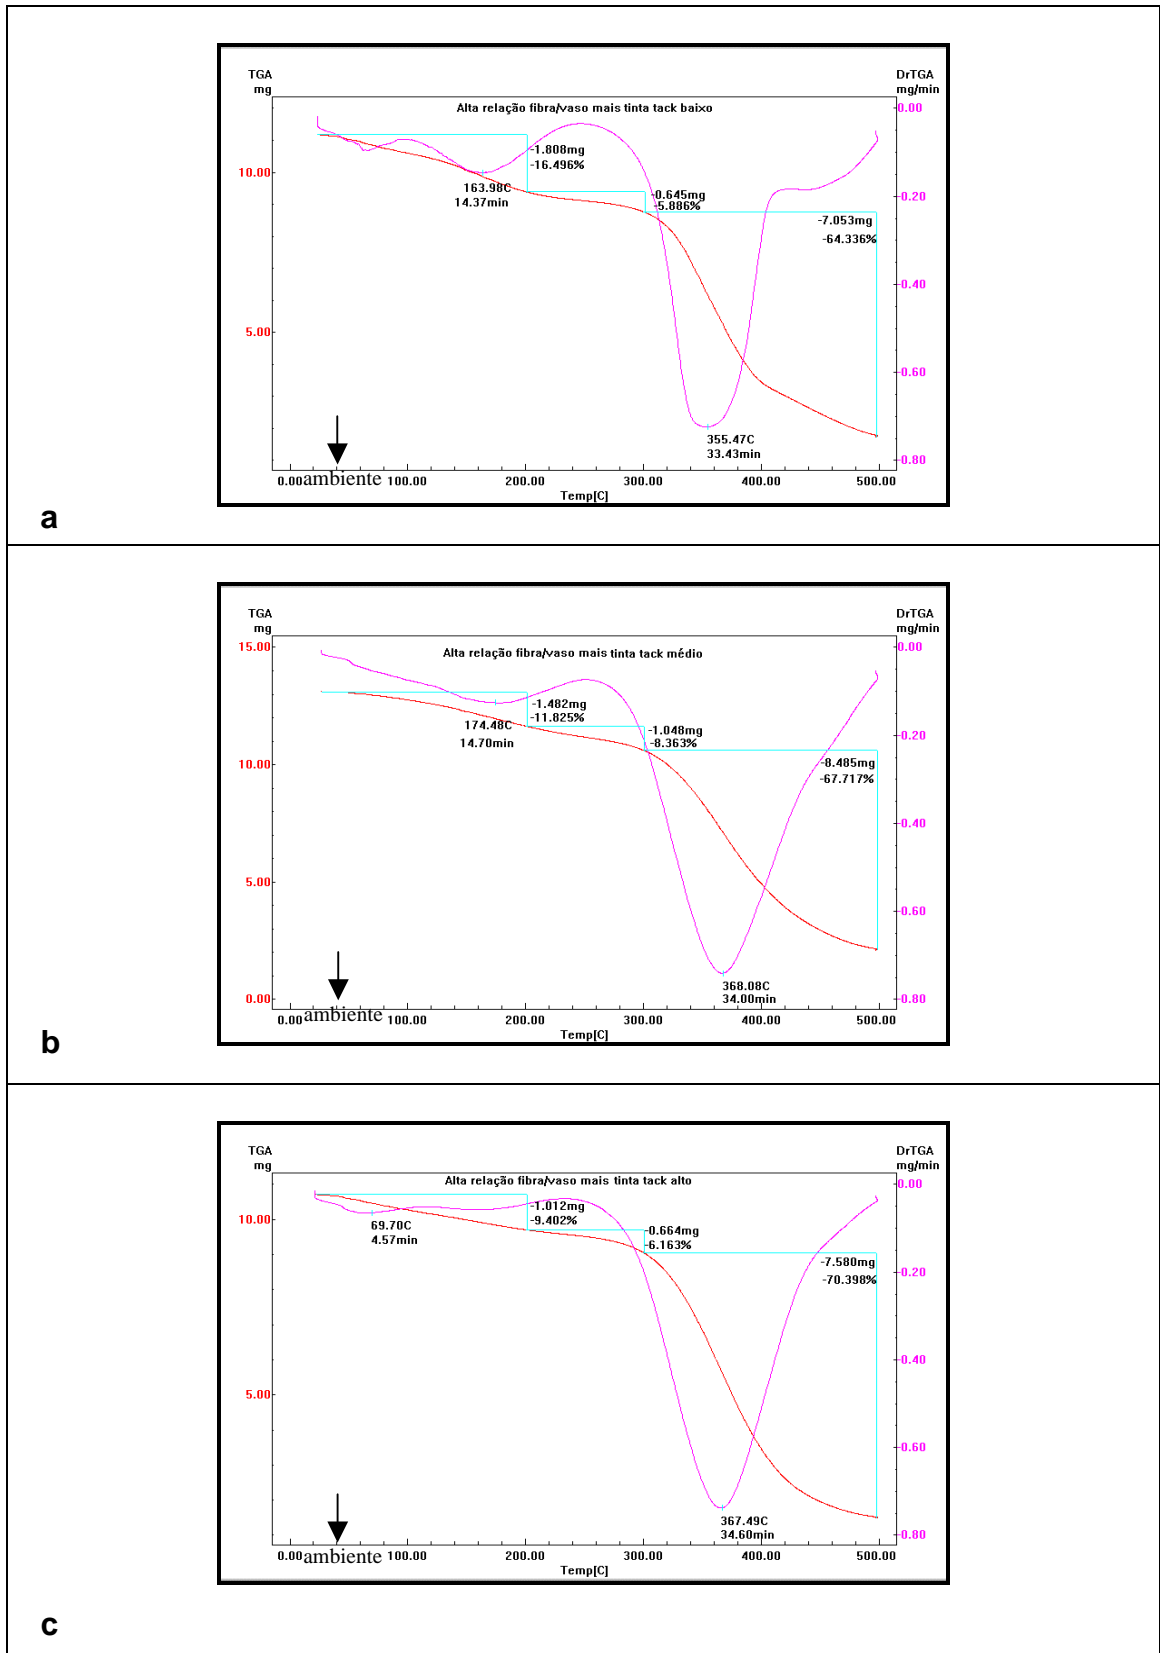 TGA
mg
DrTGA
mg/min
Alta relação fibra/vaso mais tinta tack baixo
0.00
-1.808mg
-16.496%
10.00
163.98C
14.37min
-0.645mg
-5.886%
-0.20
-7.053mg
-64.336%
-0.40
5.00
-0.60
355.47C
33.43min
-0.80
0.00 ambiente 100.00 200.00 300.00 400.00 500.00
Temp[C]
a
TGA
mg
DrTGA
mg/min
15.00
0.00
Alta relação fibra/vaso mais tinta tack médio
-1.482mg
-11.825%
174.48C
14.70min
-1.048mg
-8.363%
-0.20
10.00
-8.485mg
-67.717%
-0.40
5.00
-0.60
368.08C
34.00min
0.00
-0.80
0.00 ambiente 100.00 200.00 300.00 400.00 500.00
Temp[C]
b
TGA
mg
DrTGA
mg/min
Alta relação fibra/vaso mais tinta tack alto
0.00
-1.012mg
-9.402%
10.00
69.70C
4.57min
-0.664mg
-6.163%
-0.20
-7.580mg
-70.398%
-0.40
5.00
-0.60
367.49C
34.60min
-0.80
0.00 ambiente 100.00 200.00 300.00 400.00 500.00
Temp[C]
c